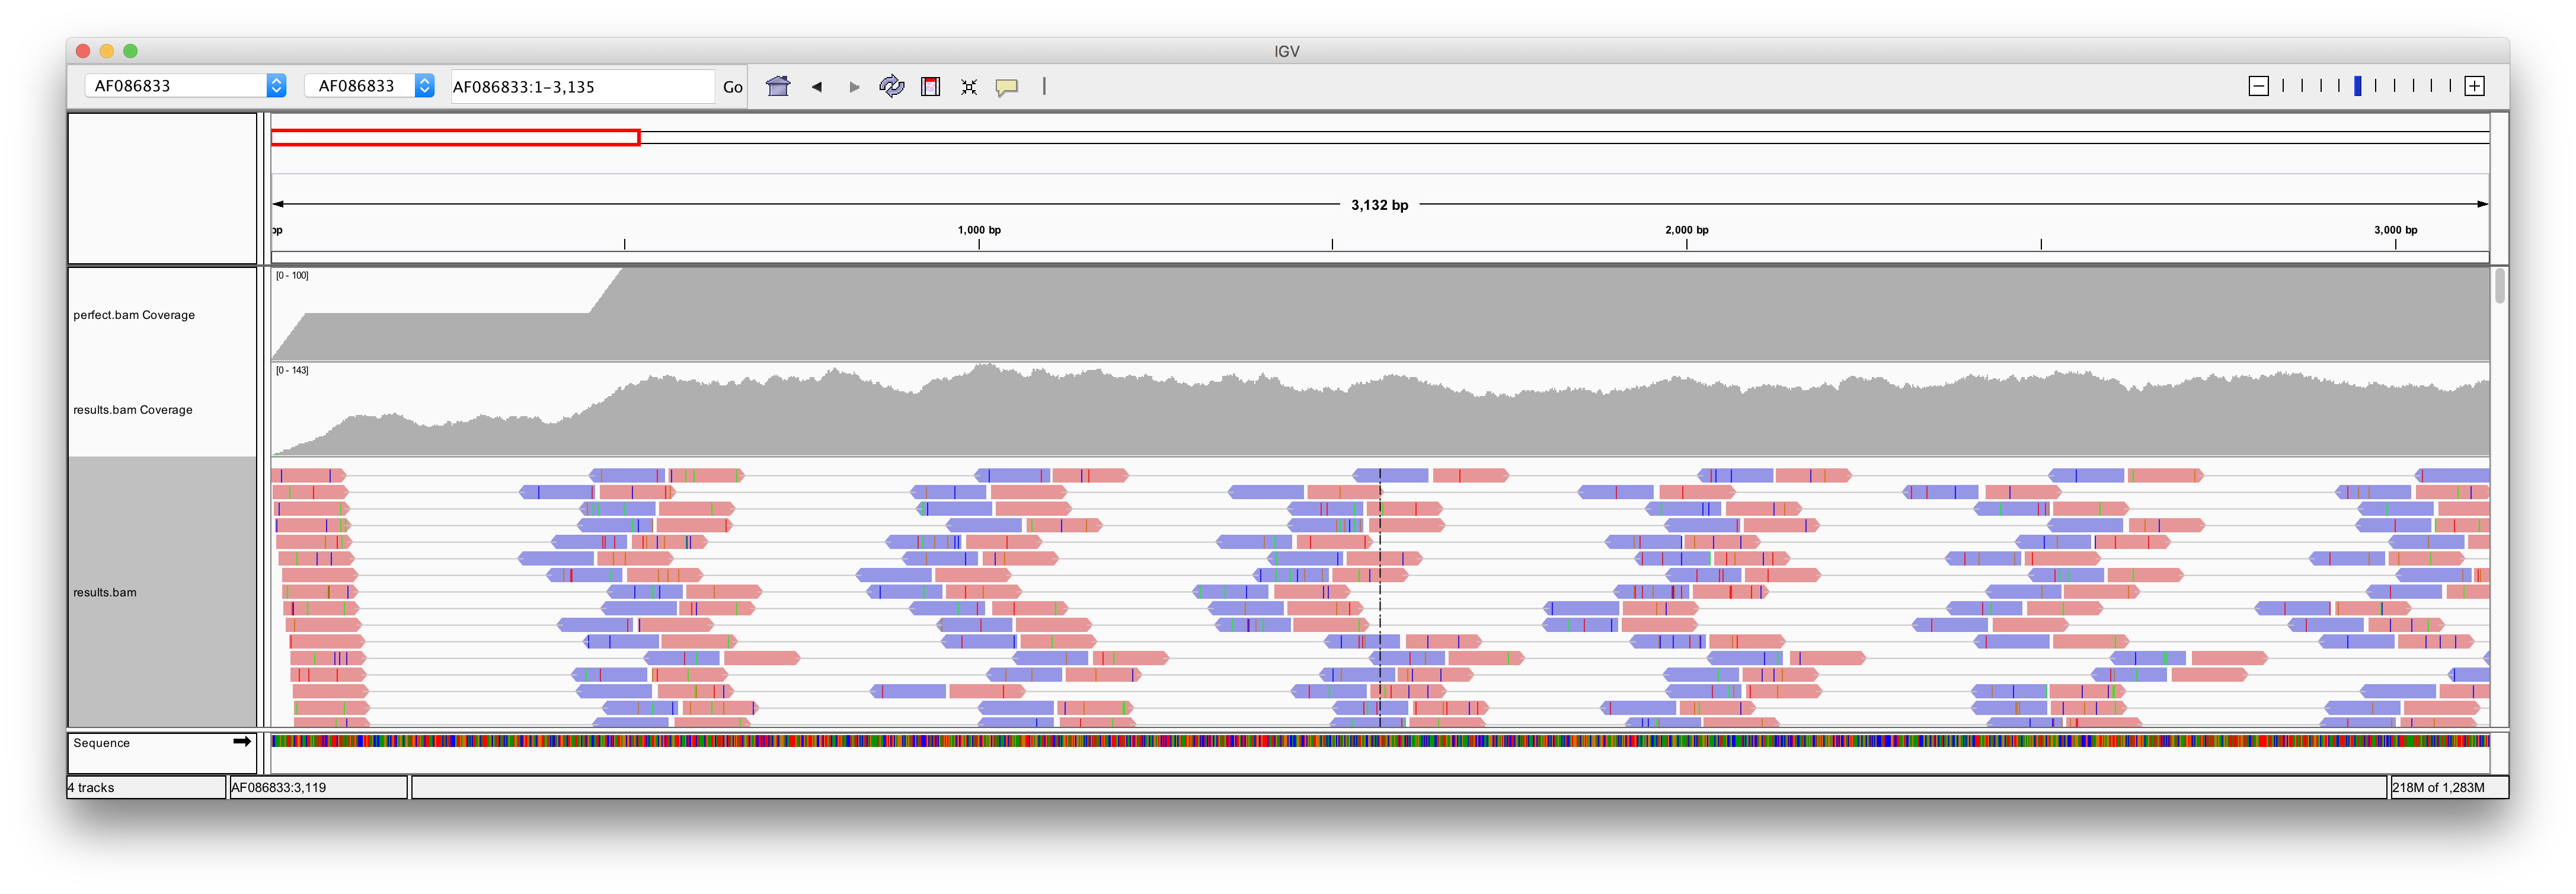 IGV
AF086833 AF086833 AF086833:1-3,135 Go
3,132 bp
bp 1,000 bp 2,000 bp 3,000 bp
[0 - 100]
perfect.bam Coverage
[0 - 143]
results.bam Coverage
results.bam
Sequence
4 tracks AF086833:3,119 218M of 1,283M